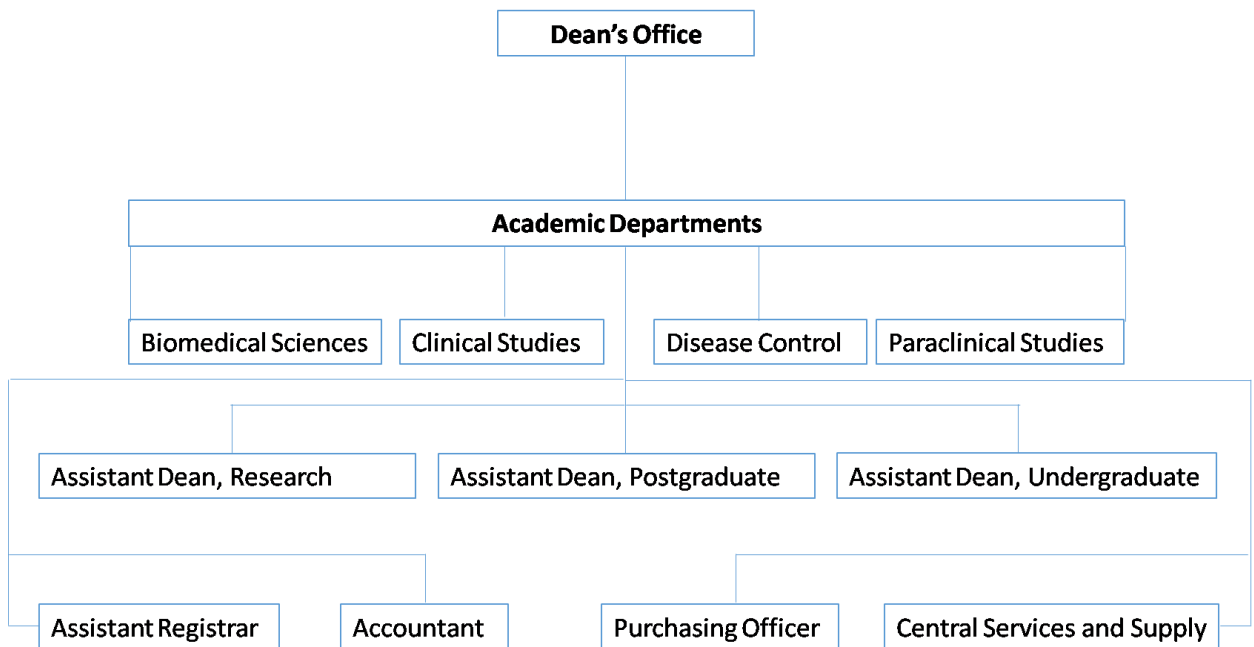 Dean’s Office
Academic Departments
Biomedical Sciences
Clinical Studies
Disease Control
Paraclinical Studies
Assistant Dean, Research
Assistant Dean, Postgraduate
Assistant Dean, Undergraduate
Assistant Registrar
Accountant
Purchasing Officer
Central Services and Supply